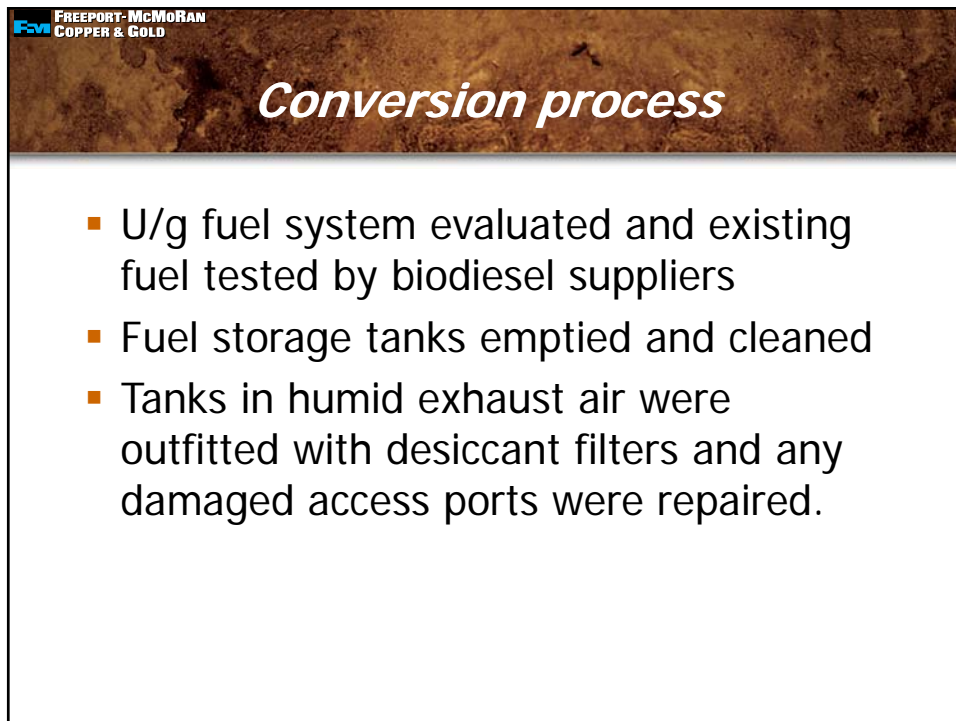 FREEPORT-MCMORAN
FCX COPPER & GOLD
Conversion process
▪ U/g fuel system evaluated and existing
fuel tested by biodiesel suppliers
▪ Fuel storage tanks emptied and cleaned
▪ Tanks in humid exhaust air were
outfitted with desiccant filters and any
damaged access ports were repaired.